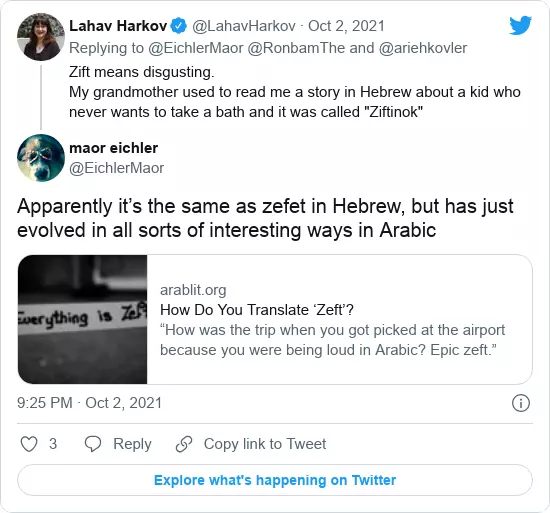 Lahav Harkov @LahavHarkov · Oct 2, 2021
Replying to @EichlerMaor @RonbamThe and @ariehkovler
Zift means disgusting.
My grandmother used to read me a story in Hebrew about a kid who
never wants to take a bath and it was called "Ziftinok"
maor eichler
@EichlerMaor
Apparently it’s the same as zefet in Hebrew, but has just
evolved in all sorts of interesting ways in Arabic
Everything is Zeft
arablit.org
How Do You Translate ‘Zeft’?
“How was the trip when you got picked at the airport
because you were being loud in Arabic? Epic zeft.”
9:25 PM · Oct 2, 2021
3 Reply Copy link to Tweet
Explore what's happening on Twitter